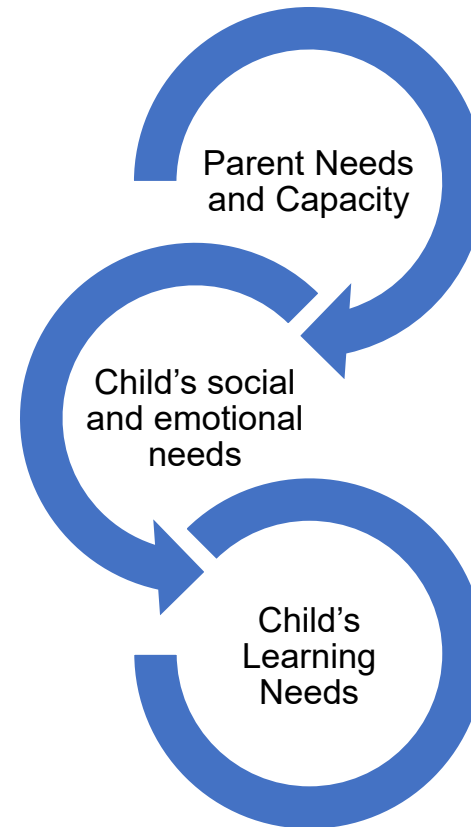 Parent Needs
and Capacity
Child’s social
and emotional
needs
Child’s
Learning
Needs